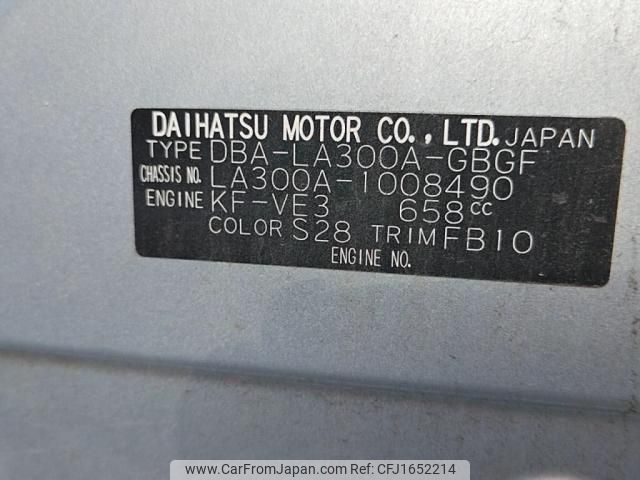 DAIHATSU MOTOR CO., LTD. JAPAN
TYPE DBA-LA300A-GBGF
CHASSIS NO. LA300A-1008490
ENGINE KF-VE3 658cc
COLOR S28 TRIM FB10
ENGINE NO.
www.CarFromJapan.com - CFJ1652214